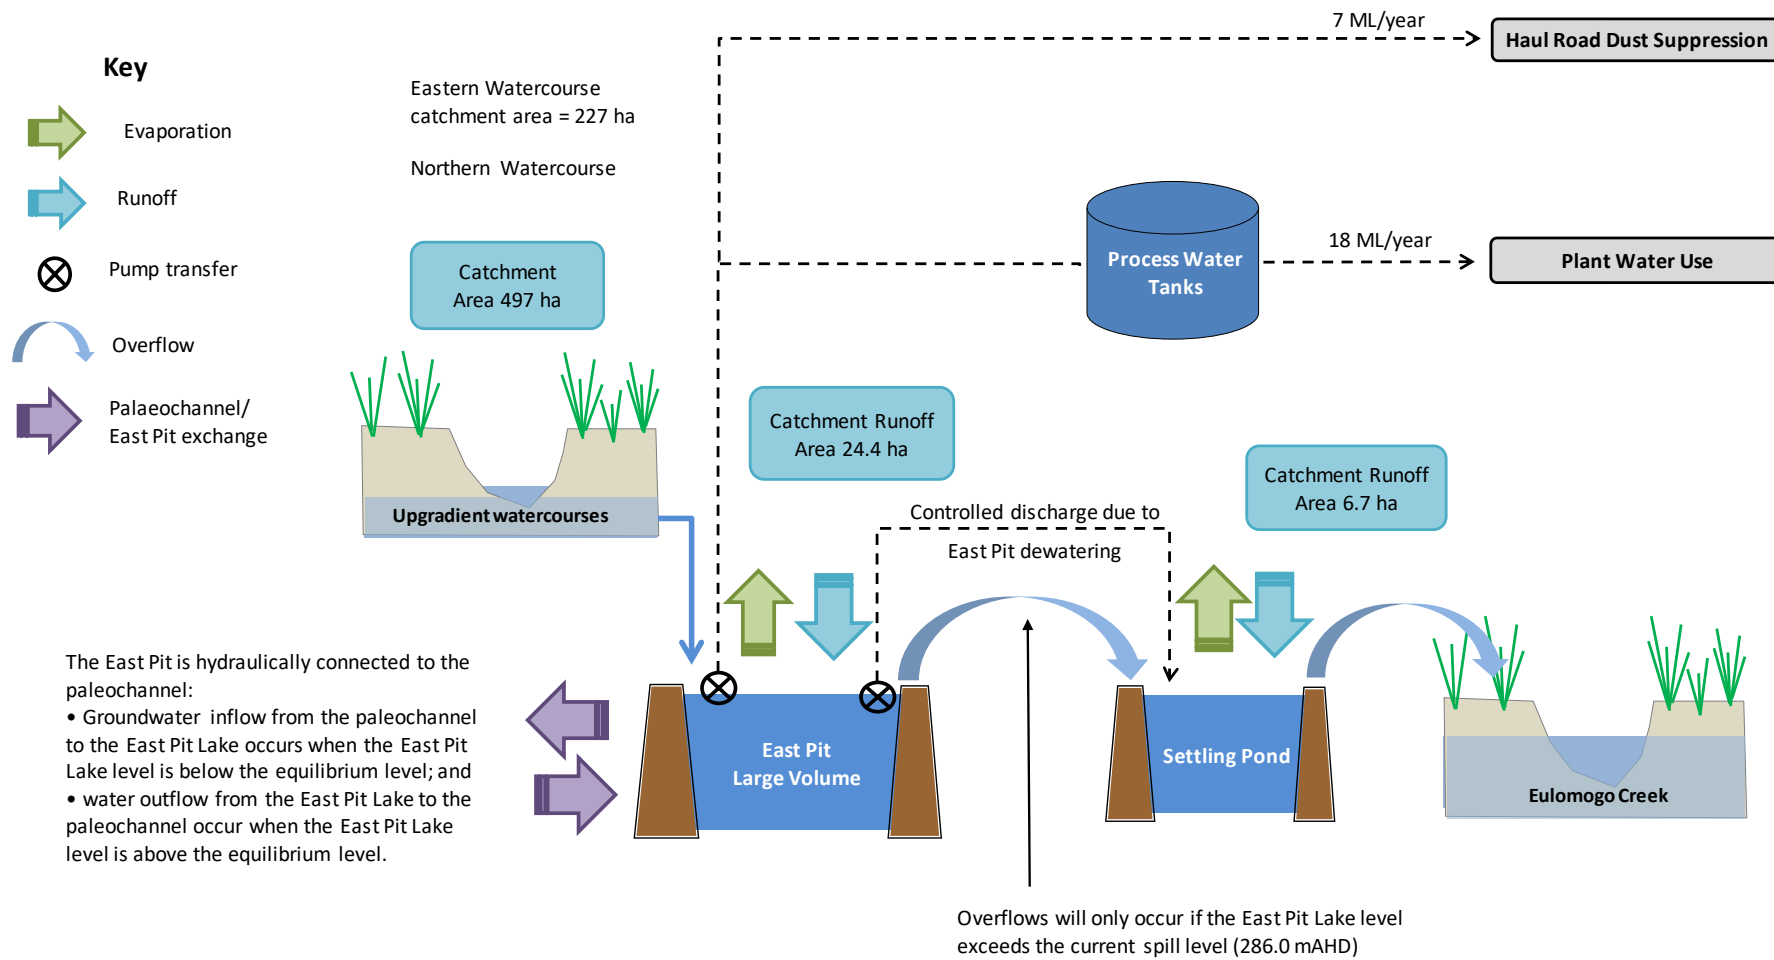 7 ML/year
Haul Road Dust Suppression
Key
Evaporation
Runoff
Pump transfer
Overflow
Palaeochannel/
East Pit exchange
Eastern Watercourse
catchment area = 227 ha
Northern Watercourse
Catchment
Area 497 ha
Process Water
Tanks
18 ML/year
Plant Water Use
Catchment Runoff
Area 24.4 ha
Catchment Runoff
Area 6.7 ha
Upgradient watercourses
Controlled discharge due to
East Pit dewatering
The East Pit is hydraulically connected to the
paleochannel:
• Groundwater inflow from the paleochannel
to the East Pit Lake occurs when the East Pit
Lake level is below the equilibrium level; and
• water outflow from the East Pit Lake to the
paleochannel occur when the East Pit Lake
level is above the equilibrium level.
East Pit
Large Volume
Settling Pond
Eulomogo Creek
Overflows will only occur if the East Pit Lake level
exceeds the current spill level (286.0 mAHD)